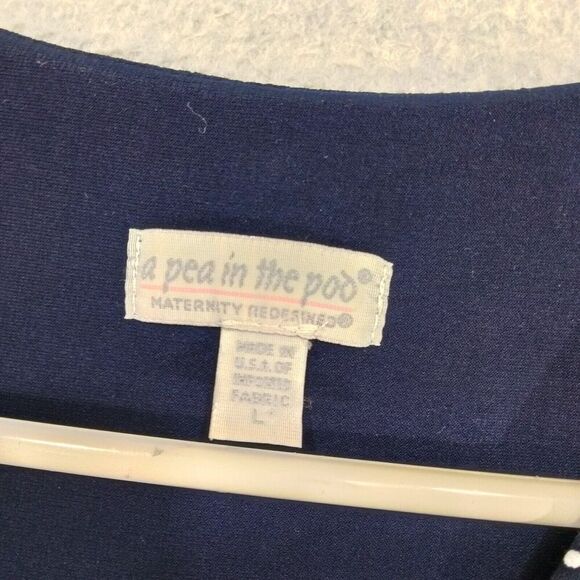 a pea in the pod®
MATERNITY REDEFINED®
MADE IN
U.S.A. OF
IMPORTED
FABRIC
L